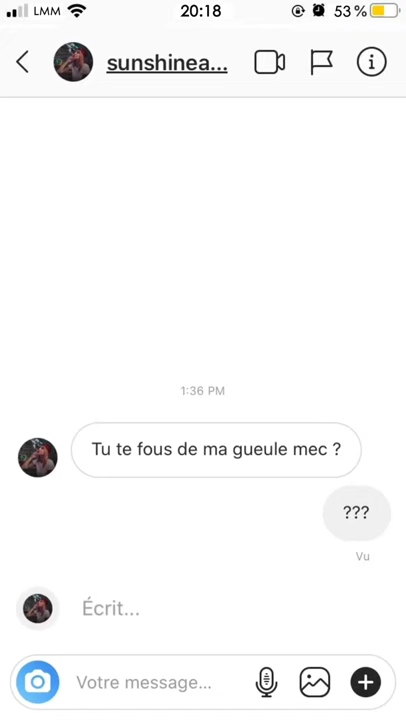 LMM 20:18 53 %
sunshinea...
1:36 PM
Tu te fous de ma gueule mec ?
???
Vu
Écrit...
Votre message...